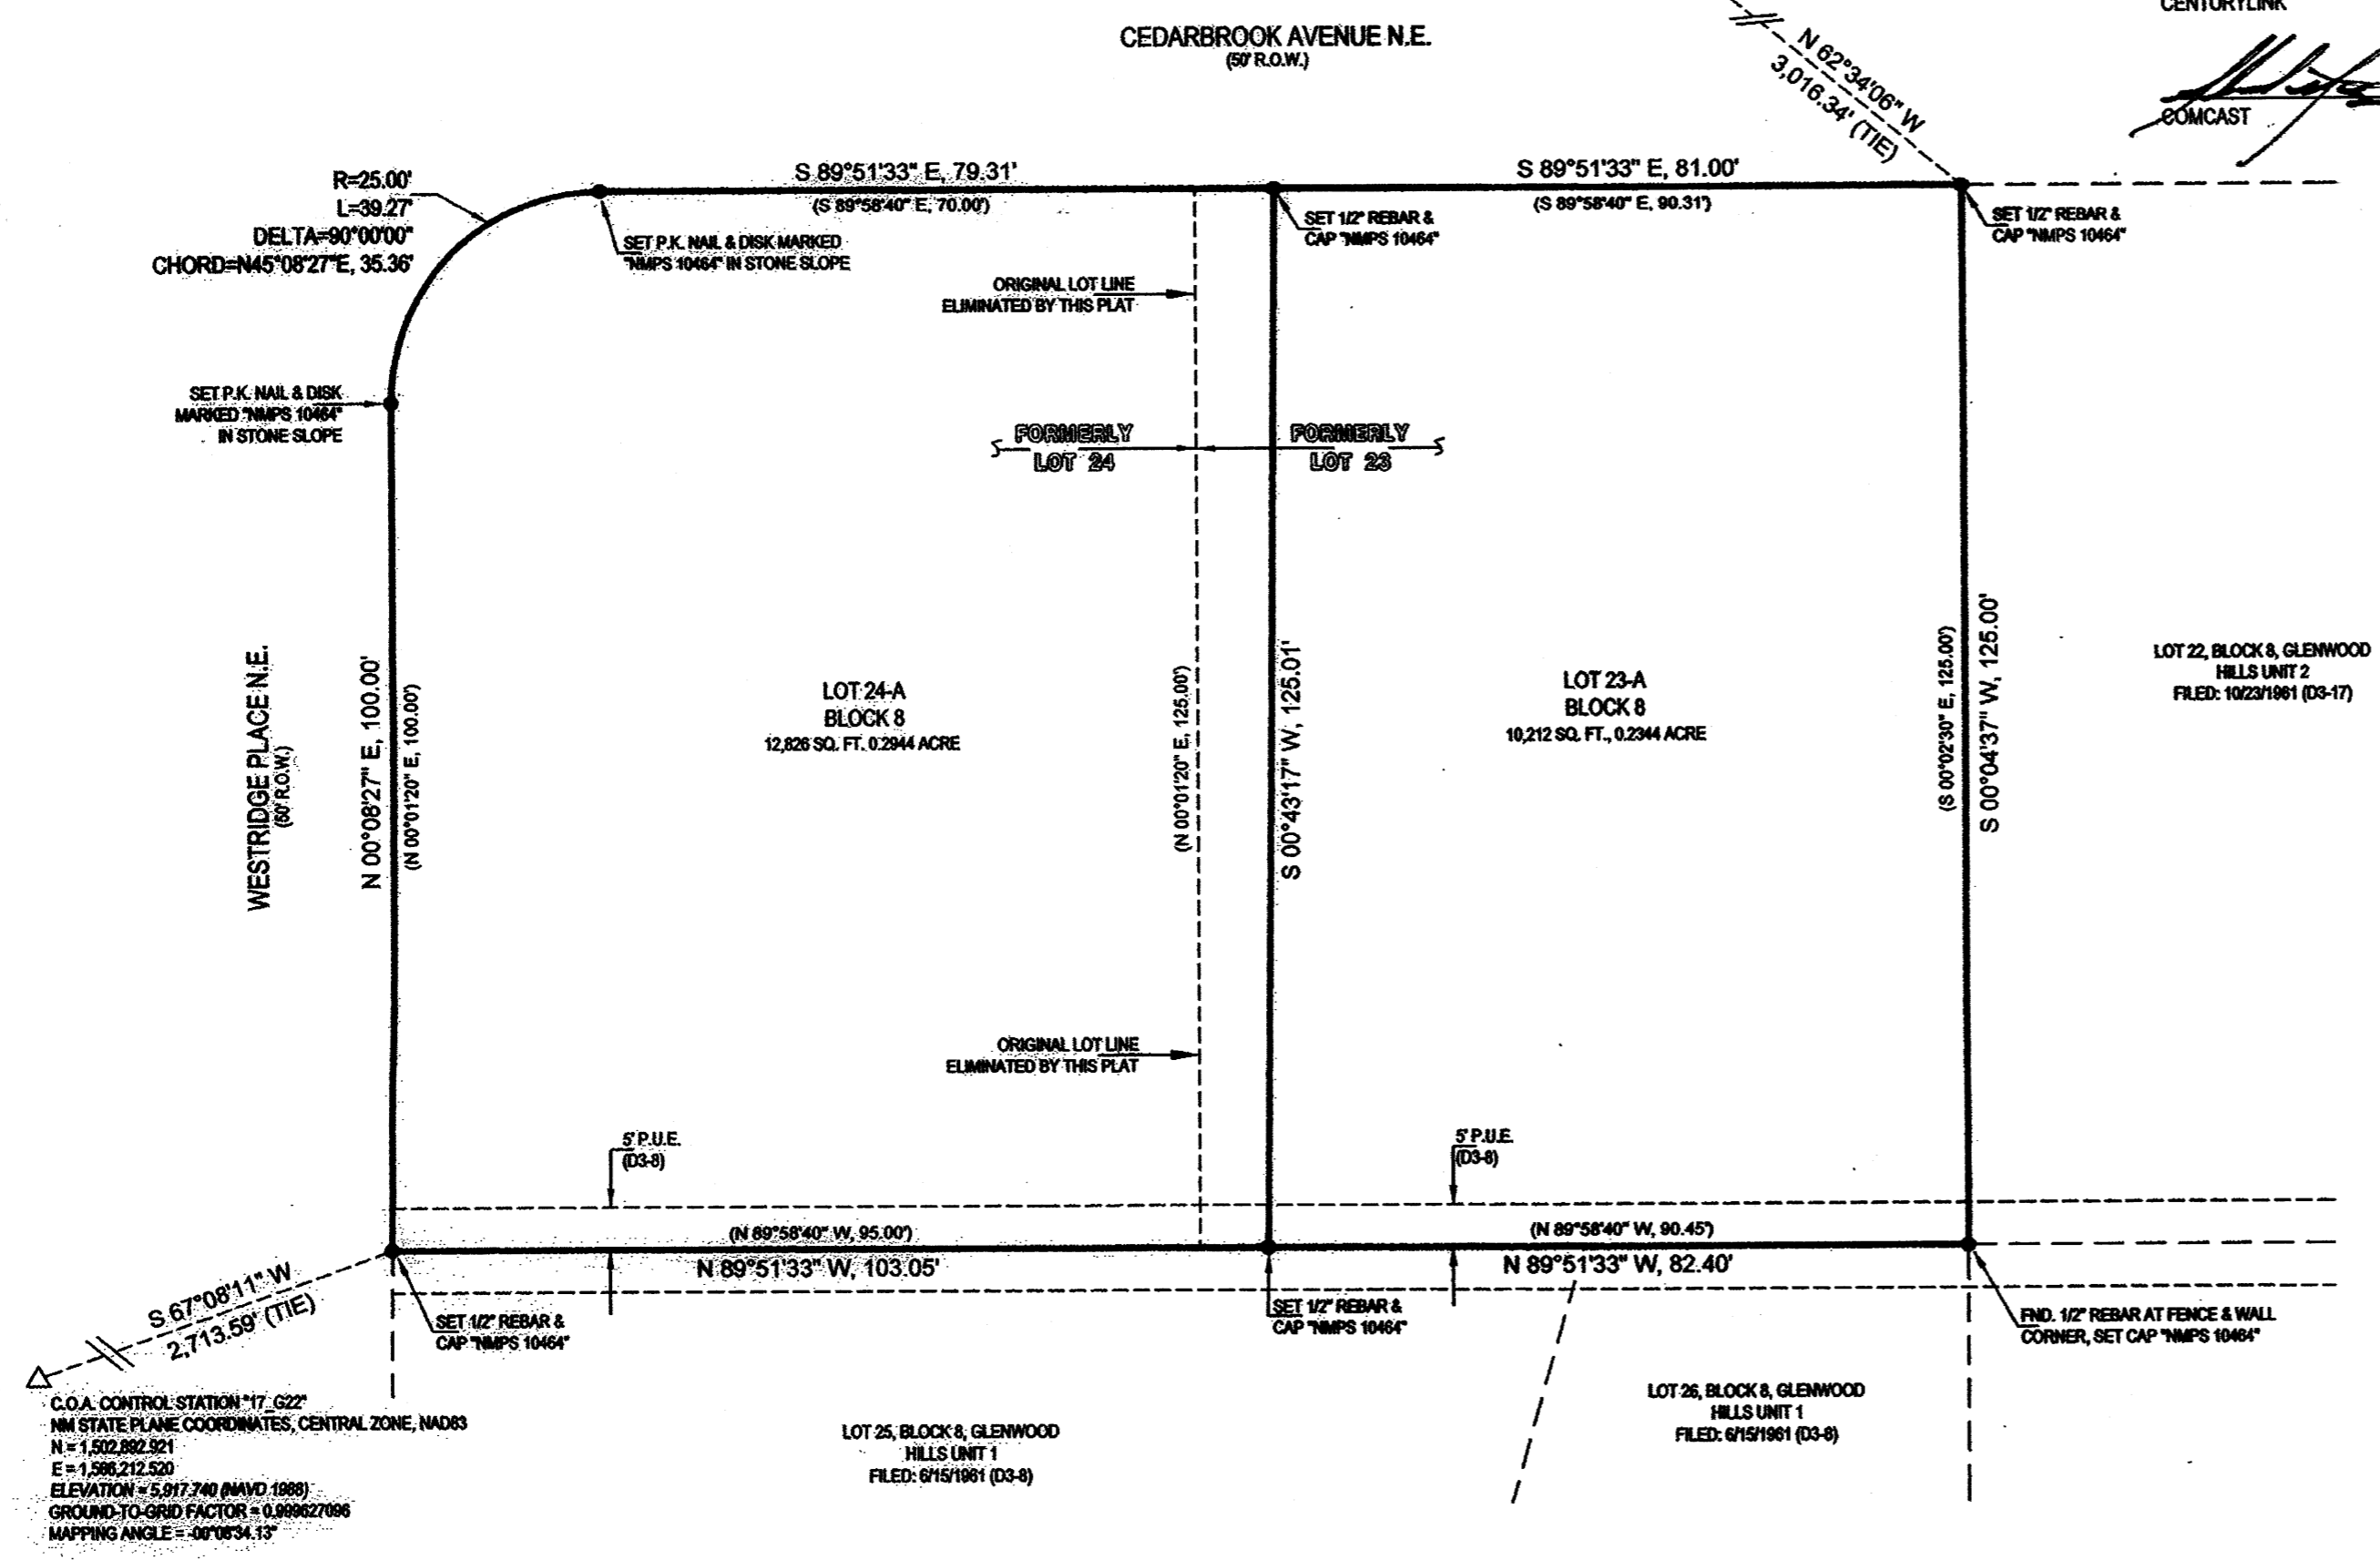 CENTURYLINK
CEDARBROOK AVENUE N.E.
(50' R.O.W.)
N 62°34'06" W
3,016.34' (TIE)
COMCAST
R=25.00'
L=39.27'
DELTA=90°00'00"
CHORD=N45°08'27"E, 35.36'
S 89°51'33" E, 79.31'
(S 89°58'40" E, 70.00')
S 89°51'33" E, 81.00'
(S 89°58'40" E, 90.31')
SET P.K. NAIL & DISK MARKED
"NMPS 10464" IN STONE SLOPE
SET 1/2" REBAR &
CAP "NMPS 10464"
SET 1/2" REBAR &
CAP "NMPS 10464"
ORIGINAL LOT LINE
ELIMINATED BY THIS PLAT
SET P.K. NAIL & DISK
MARKED "NMPS 10464"
IN STONE SLOPE
FORMERLY
LOT 24
FORMERLY
LOT 23
WESTRIDGE PLACE N.E.
(50' R.O.W.)
N 00°08'27" E, 100.00'
(N 00°01'20" E, 100.00')
LOT 24-A
BLOCK 8
12,826 SQ. FT. 0.2944 ACRE
(N 00°01'20" E, 125.00')
S 00°43'17" W, 125.01'
LOT 23-A
BLOCK 8
10,212 SQ. FT., 0.2344 ACRE
(S 00°02'30" E, 125.00')
S 00°04'37" W, 125.00'
LOT 22, BLOCK 8, GLENWOOD
HILLS UNIT 2
FILED: 10/23/1961 (D3-17)
ORIGINAL LOT LINE
ELIMINATED BY THIS PLAT
5' P.U.E.
(D3-8)
5' P.U.E.
(D3-8)
(N 89°58'40" W, 95.00')
N 89°51'33" W, 103.05'
(N 89°58'40" W, 90.45')
N 89°51'33" W, 82.40'
S 67°08'11" W
2,713.59' (TIE)
SET 1/2" REBAR &
CAP "NMPS 10464"
SET 1/2" REBAR &
CAP "NMPS 10464"
FND. 1/2" REBAR AT FENCE & WALL
CORNER, SET CAP "NMPS 10464"
C.O.A. CONTROL STATION "17_G22"
NM STATE PLANE COORDINATES, CENTRAL ZONE, NAD83
N = 1,502,892.921
E = 1,566,212.520
ELEVATION = 5,917.740 (NAVD 1988)
GROUND-TO-GRID FACTOR = 0.999627096
MAPPING ANGLE = -00°08'34.13"
LOT 25, BLOCK 8, GLENWOOD
HILLS UNIT 1
FILED: 6/15/1961 (D3-8)
LOT 26, BLOCK 8, GLENWOOD
HILLS UNIT 1
FILED: 6/15/1961 (D3-8)